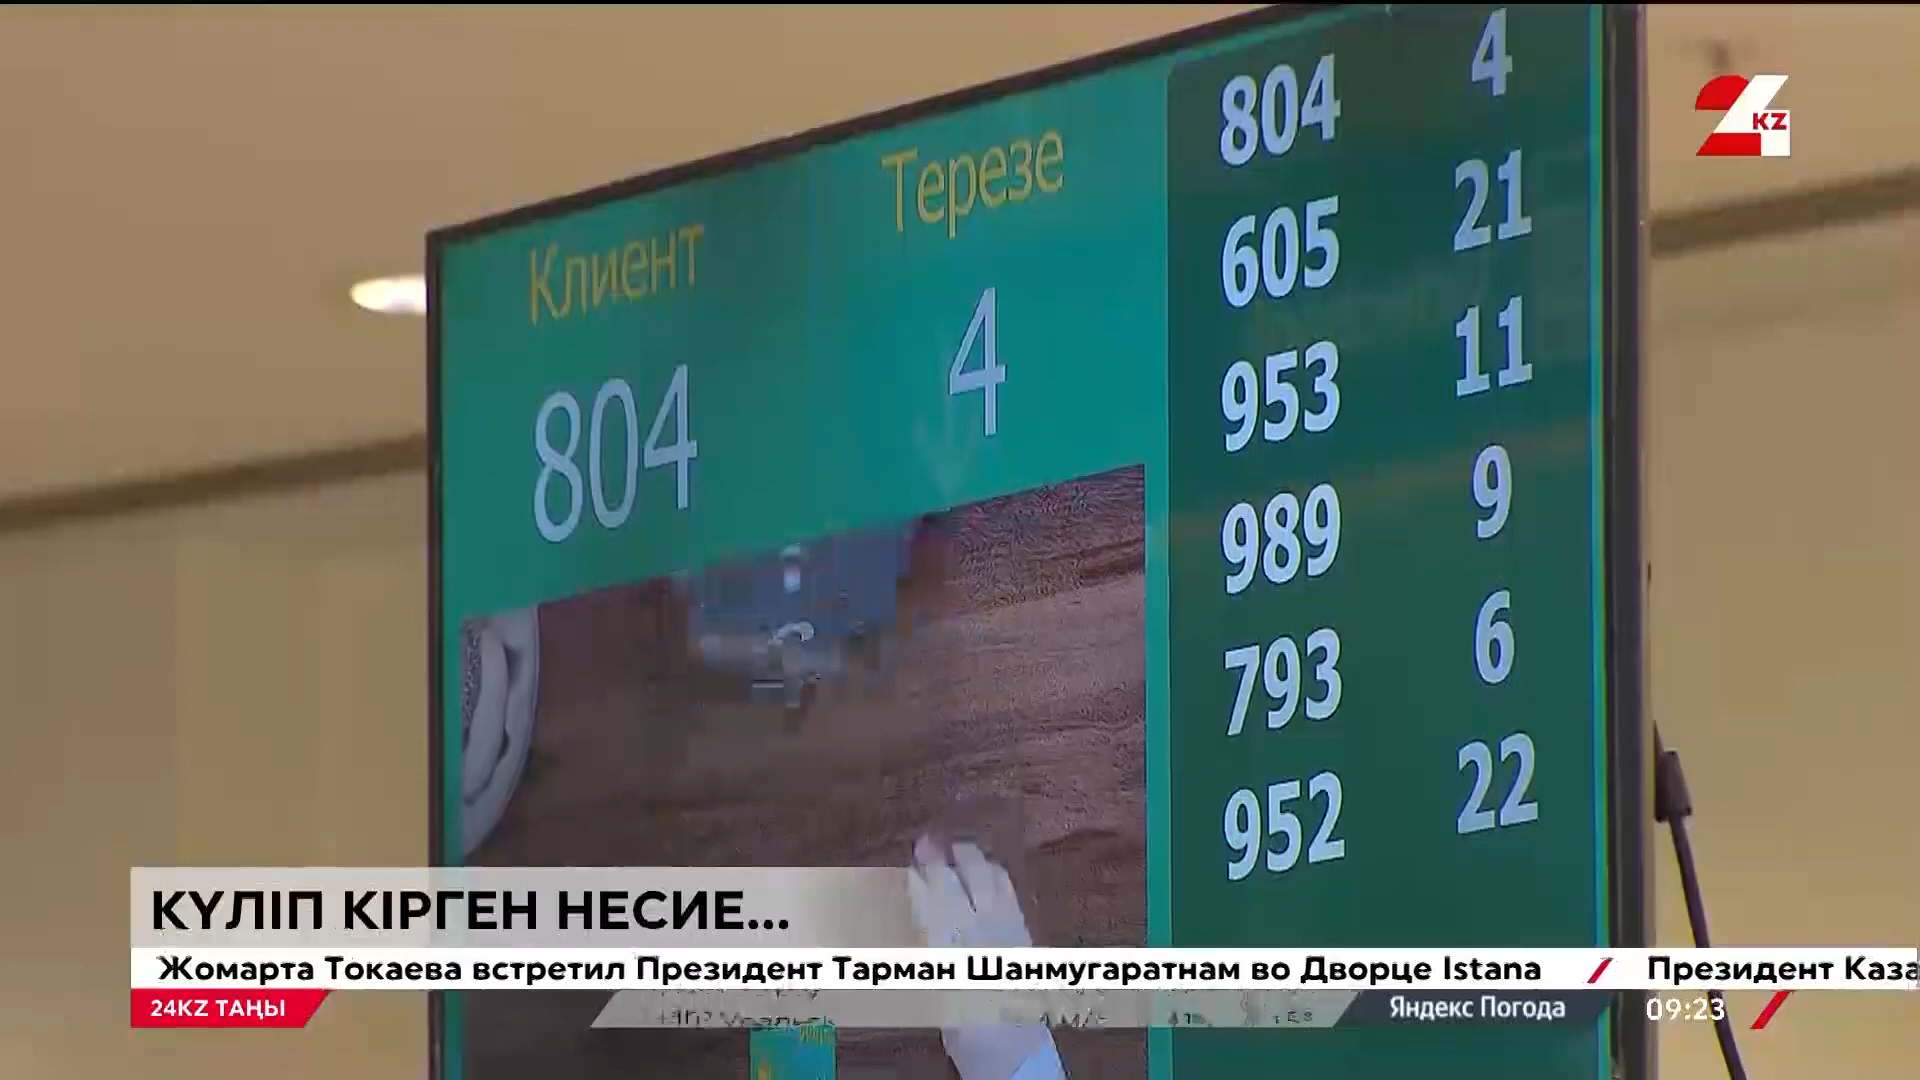 Клиент Терезе
804 4
804 4
605 21
953 11
989 9
793 6
952 22
24 KZ
КҮЛІП КІРГЕН НЕСИЕ...
Жомарта Токаева встретил Президент Тарман Шанмугаратнам во Дворце Istana / Президент Каза
24KZ ТАҢЫ
Яндекс Погода 09:23